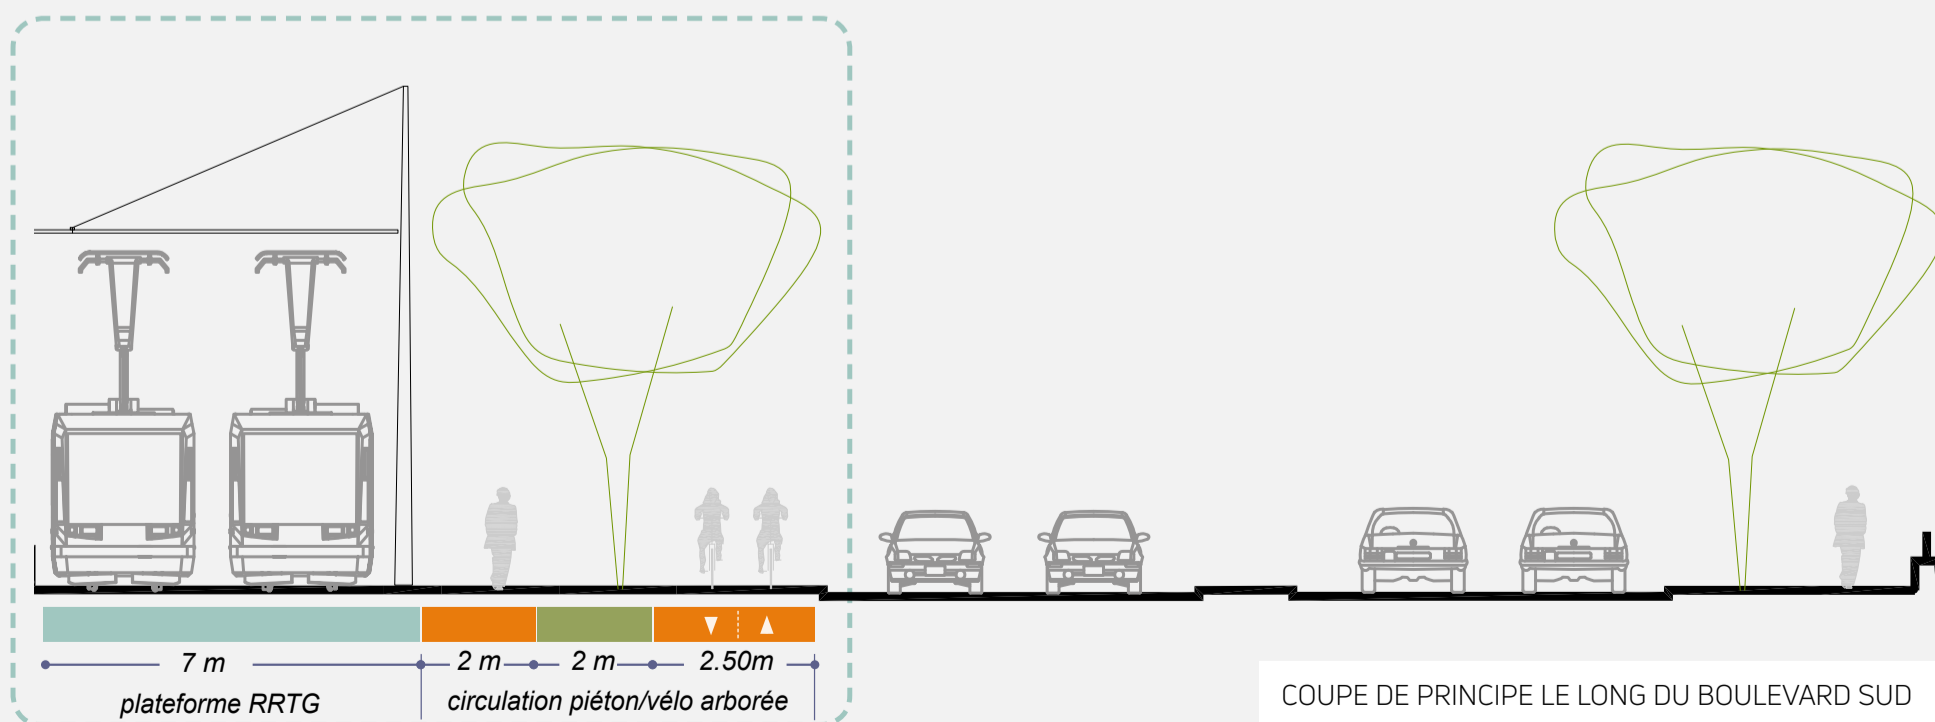 7 m 2 m 2 m 2.50m
plateforme RRTG circulation piéton/vélo arborée
COUPE DE PRINCIPE LE LONG DU BOULEVARD SUD